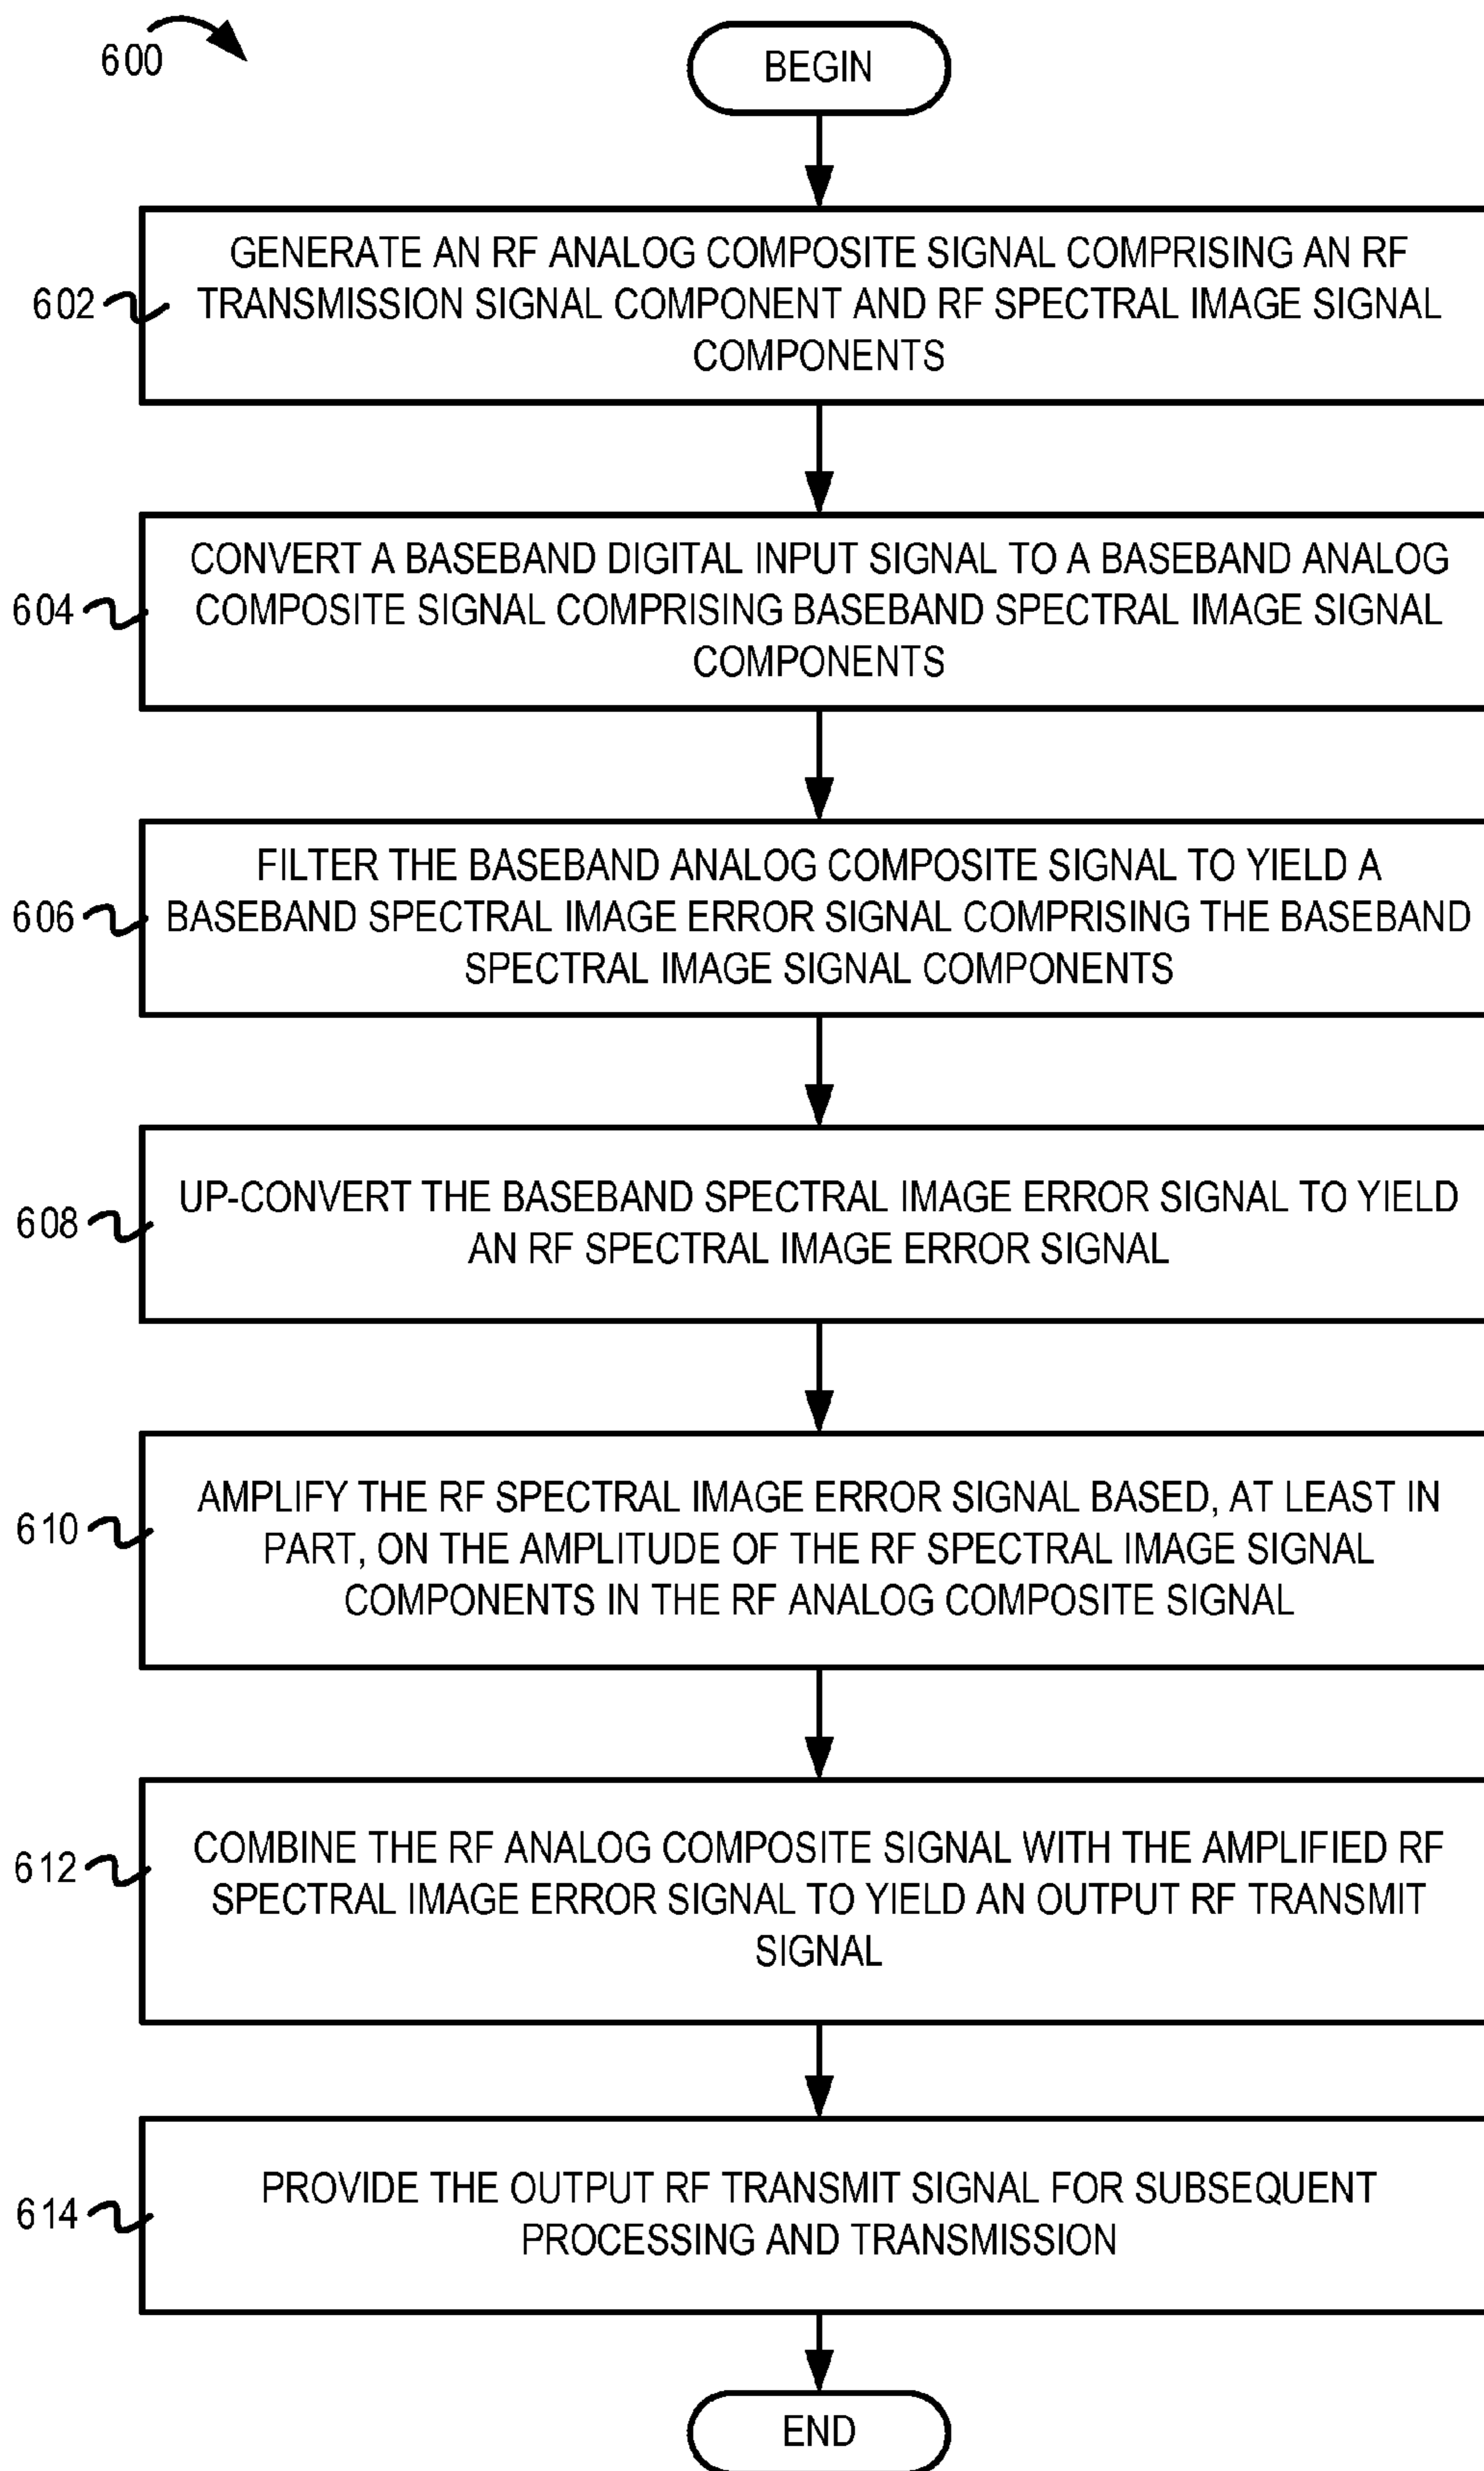 600
BEGIN
602
GENERATE AN RF ANALOG COMPOSITE SIGNAL COMPRISING AN RF
TRANSMISSION SIGNAL COMPONENT AND RF SPECTRAL IMAGE SIGNAL
COMPONENTS
604
CONVERT A BASEBAND DIGITAL INPUT SIGNAL TO A BASEBAND ANALOG
COMPOSITE SIGNAL COMPRISING BASEBAND SPECTRAL IMAGE SIGNAL
COMPONENTS
606
FILTER THE BASEBAND ANALOG COMPOSITE SIGNAL TO YIELD A
BASEBAND SPECTRAL IMAGE ERROR SIGNAL COMPRISING THE BASEBAND
SPECTRAL IMAGE SIGNAL COMPONENTS
608
UP-CONVERT THE BASEBAND SPECTRAL IMAGE ERROR SIGNAL TO YIELD
AN RF SPECTRAL IMAGE ERROR SIGNAL
610
AMPLIFY THE RF SPECTRAL IMAGE ERROR SIGNAL BASED, AT LEAST IN
PART, ON THE AMPLITUDE OF THE RF SPECTRAL IMAGE SIGNAL
COMPONENTS IN THE RF ANALOG COMPOSITE SIGNAL
612
COMBINE THE RF ANALOG COMPOSITE SIGNAL WITH THE AMPLIFIED RF
SPECTRAL IMAGE ERROR SIGNAL TO YIELD AN OUTPUT RF TRANSMIT
SIGNAL
614
PROVIDE THE OUTPUT RF TRANSMIT SIGNAL FOR SUBSEQUENT
PROCESSING AND TRANSMISSION
END